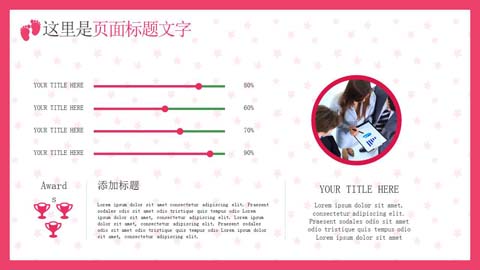 这里是页面标题文字
YOUR TITLE HERE 80%
YOUR TITLE HERE 60%
YOUR TITLE HERE 70%
YOUR TITLE HERE 90%
Award
s
添加标题
Lorem ipsum dolor sit amet, consectetur adipiscing elit. Praesent
sodales odio sit amet odio tristique quis tempus odio. Lorem ipsum
dolor sit amet, consectetur adipiscing elit. Praesent sodales odio sit
amet odio tristique quis tempus odio. Lorem ipsum dolor sit amet,
consectetur adipiscing elit. Praesent sodales odio Lorem ipsum dolor
sit amet, consectetur adipiscing elit.
YOUR TITLE HERE
Lorem ipsum dolor sit amet,
consectetur adipiscing elit.
Praesent sodales odio sit amet
odio tristique quis tempus odio
Lorem ipsum dolor sit amet